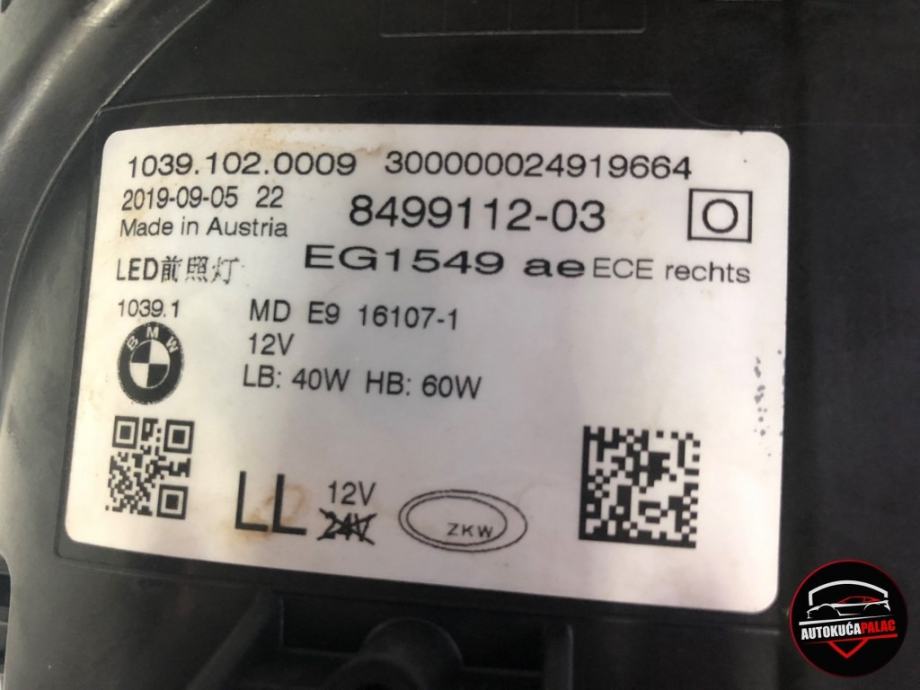 1039.102.0009 300000024919664
2019-09-05 22 8499112-03
Made in Austria
LED前照灯 EG1549 ae ECE rechts
1039.1 MD E9 16107-1
BMW
12V
LB: 40W HB: 60W
LL 12V
24V
ZKW
AUTOKUĆAPALAC